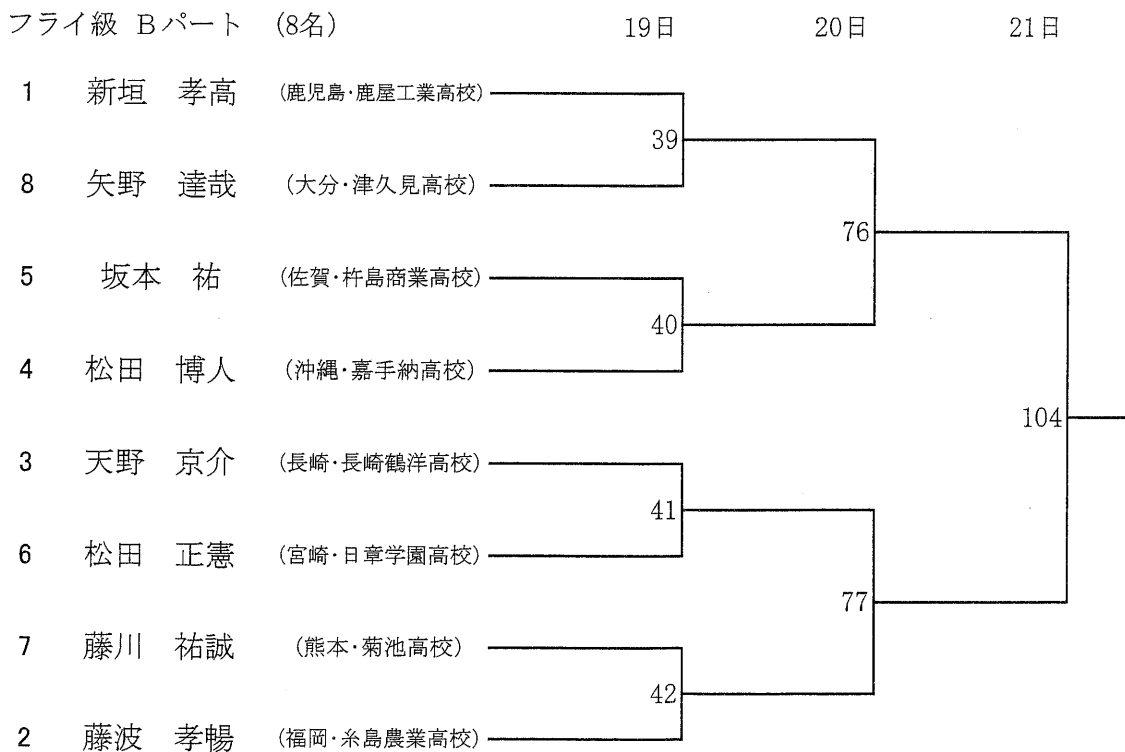 フライ級 Bパート (8名) 19日 20日 21日
1 新垣 孝高 (鹿児島・鹿屋工業高校)
39
8 矢野 達哉 (大分・津久見高校)
76
5 坂本 祐 (佐賀・杵島商業高校)
40
4 松田 博人 (沖縄・嘉手納高校)
104
3 天野 京介 (長崎・長崎鶴洋高校)
41
6 松田 正憲 (宮崎・日章学園高校)
77
7 藤川 祐誠 (熊本・菊池高校)
42
2 藤波 孝暢 (福岡・糸島農業高校)